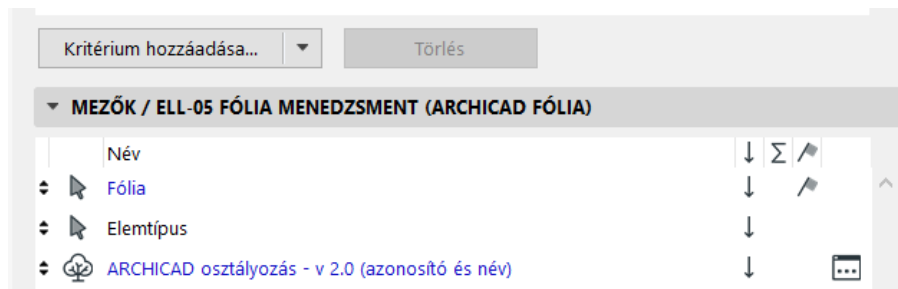 Kritérium hozzáadása... Törlés
MEZŐK / ELL-05 FÓLIA MENEDZSMENT (ARCHICAD FÓLIA)
Név
Fólia
Elemtípus
ARCHICAD osztályozás - v 2.0 (azonosító és név)